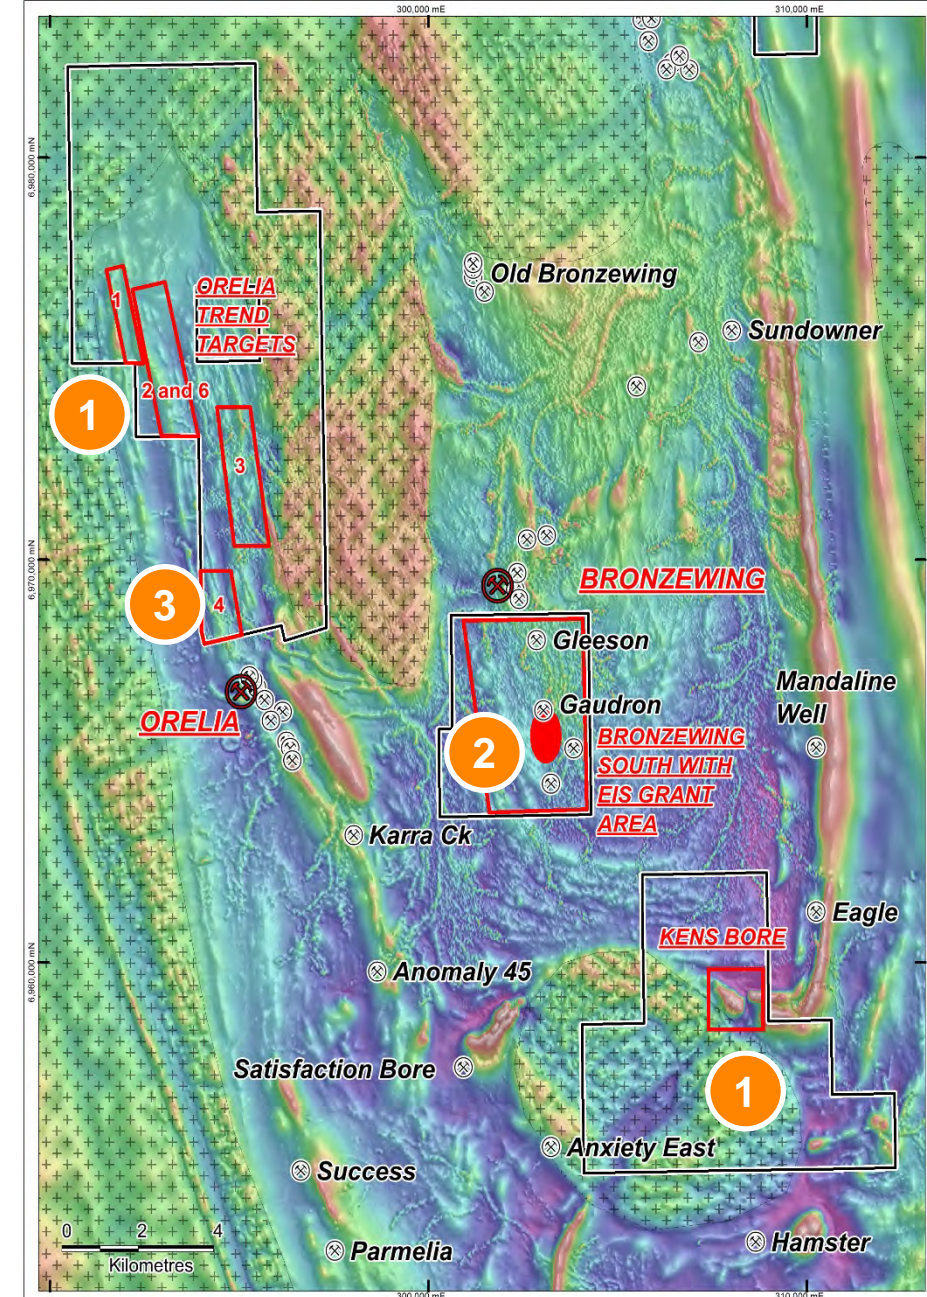 300,000 mE
310,000 mE
6,980,000 mN
Old Bronzewing
ORELIA
TREND
TARGETS
1
Sundowner
2 and 6
1
3
6,970,000 mN
BRONZEWING
3
4
Gleeson
Mandaline
Well
Gaudron
ORELIA
BRONZEWING
SOUTH WITH
EIS GRANT
AREA
2
Karra Ck
Eagle
KENS BORE
6,960,000 mN
Anomaly 45
Satisfaction Bore
1
Anxiety East
Success
0 2 4
Kilometres
Parmelia
Hamster
300,000 mE
310,000 mE